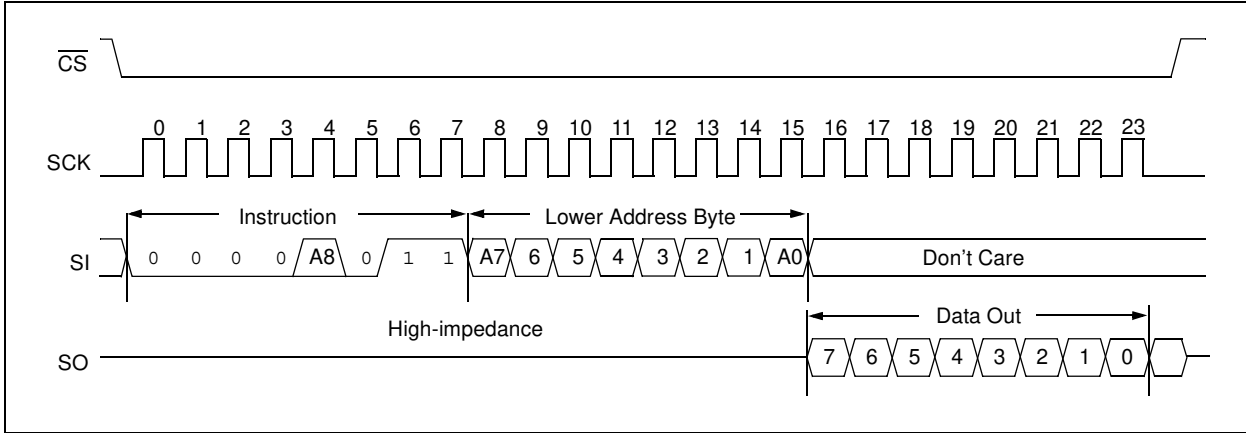 CS
0 1 2 3 4 5 6 7 8 9 10 11 12 13 14 15 16 17 18 19 20 21 22 23
SCK
Instruction Lower Address Byte
SI 0 0 0 0 A8 0 1 1 A7 6 5 4 3 2 1 A0 Don't Care
High-impedance Data Out
SO 7 6 5 4 3 2 1 0